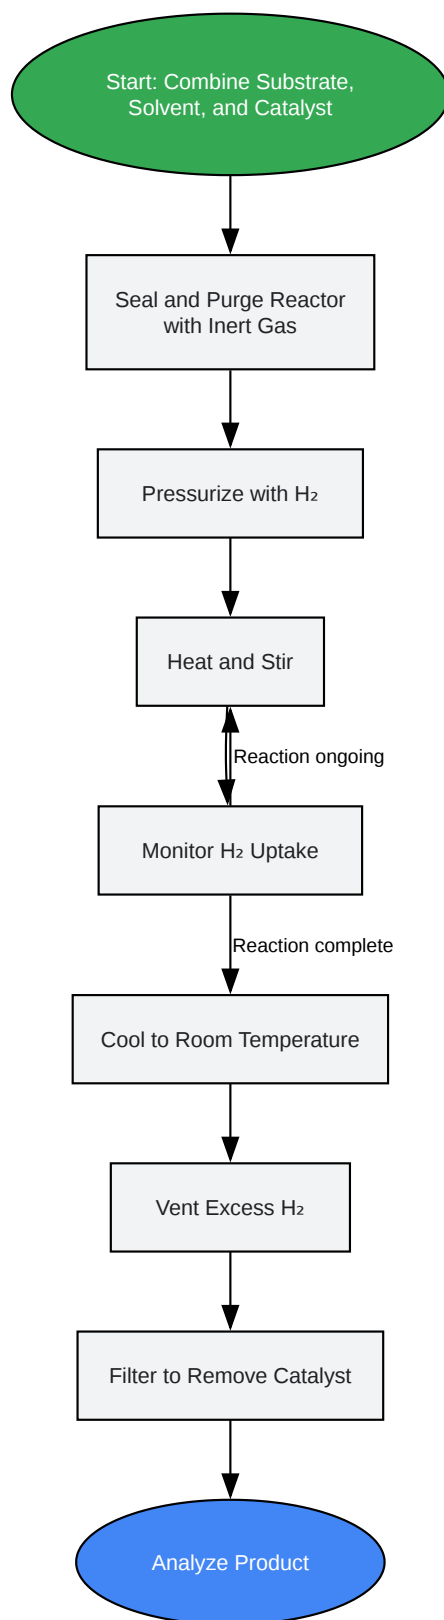 Start: Combine Substrate,
Solvent, and Catalyst
Seal and Purge Reactor
with Inert Gas
Pressurize with H₂
Heat and Stir
Reaction ongoing
Monitor H₂ Uptake
Reaction complete
Cool to Room Temperature
Vent Excess H₂
Filter to Remove Catalyst
Analyze Product